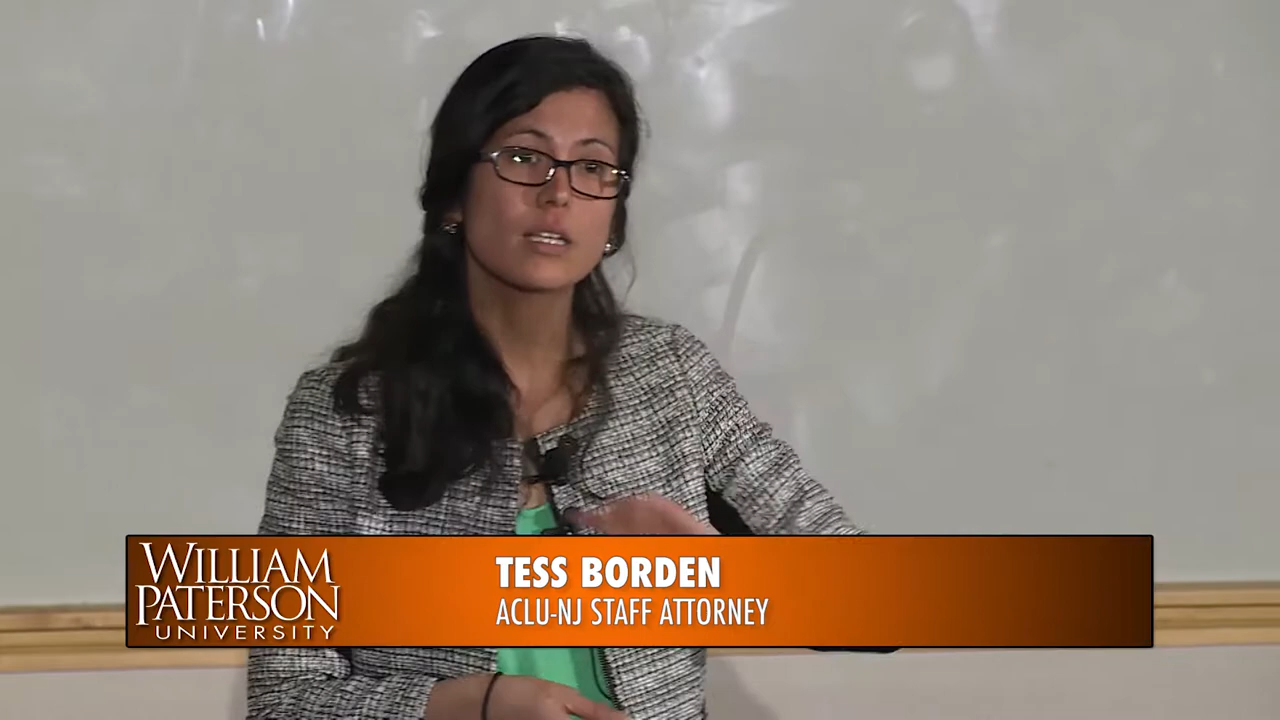 WILLIAM
PATERSON
UNIVERSITY
TESS BORDEN
ACLU-NJ STAFF ATTORNEY